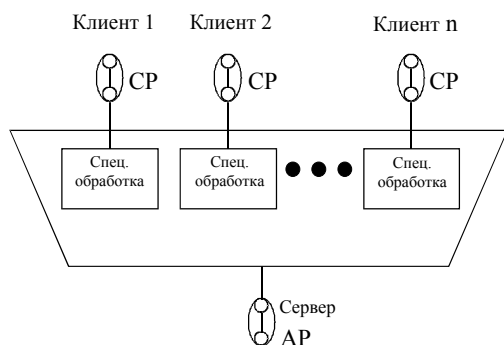 Клиент 1
Клиент 2
Клиент n
CP
CP
CP
Спец.
обработка
Спец.
обработка
Спец.
обработка
Сервер
AP